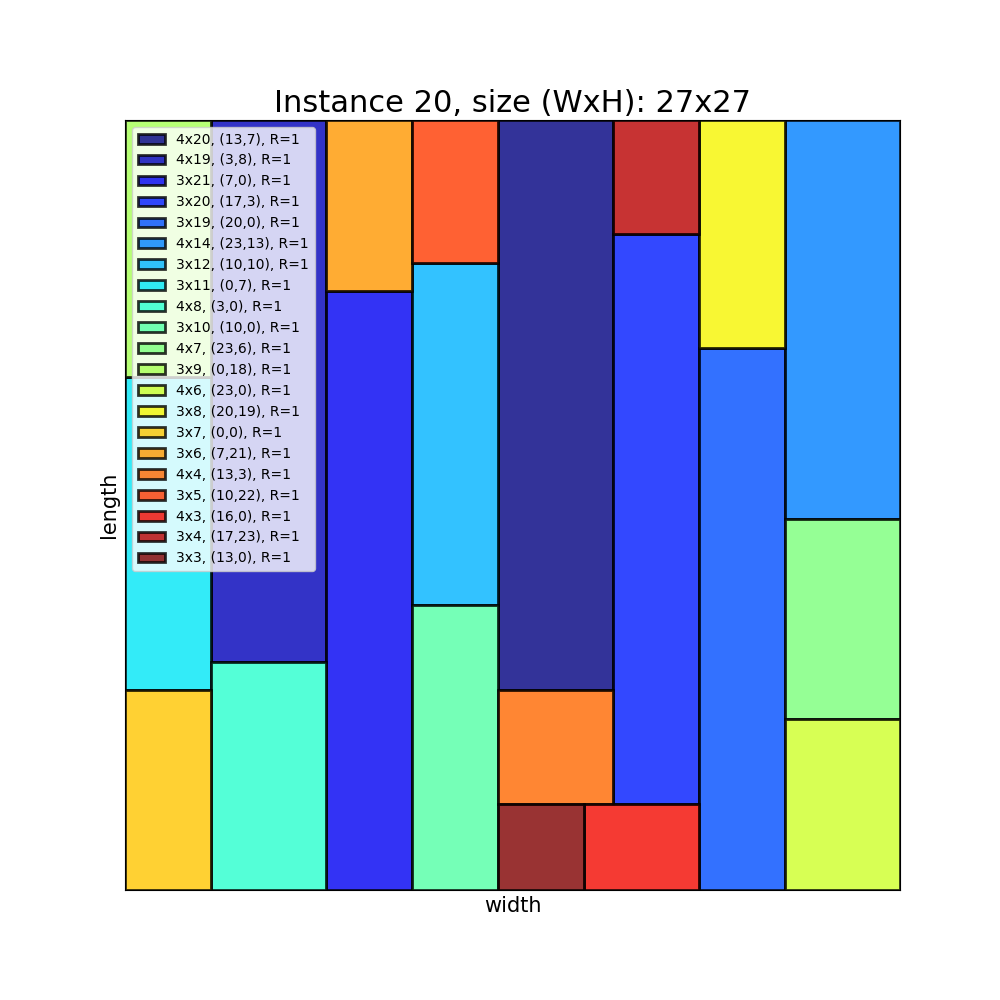 Instance 20, size (WxH): 27x27
4x20, (13,7), R=1
4x19, (3,8), R=1
3x21, (7,0), R=1
3x20, (17,3), R=1
3x19, (20,0), R=1
4x14, (23,13), R=1
3x12, (10,10), R=1
3x11, (0,7), R=1
4x8, (3,0), R=1
3x10, (10,0), R=1
4x7, (23,6), R=1
3x9, (0,18), R=1
4x6, (23,0), R=1
3x8, (20,19), R=1
3x7, (0,0), R=1
3x6, (7,21), R=1
4x4, (13,3), R=1
3x5, (10,22), R=1
4x3, (16,0), R=1
3x4, (17,23), R=1
3x3, (13,0), R=1
length
width